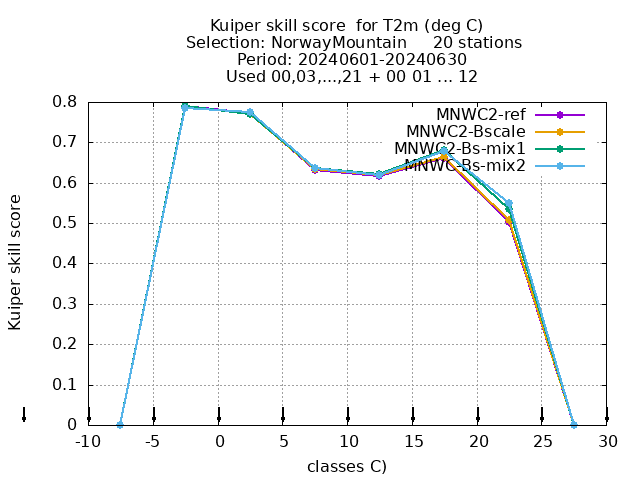 Kuiper skill score  for T2m (deg C)
Selection: NorwayMountain     20 stations
Period: 20240601-20240630
Used 00,03,...,21 + 00 01 ... 12
MNWC2-ref
MNWC2-Bscale
MNWC2-Bs-mix1
MNWC-Bs-mix2
Kuiper skill score
0.8
0.7
0.6
0.5
0.4
0.3
0.2
0.1
0
-10 -5 0 5 10 15 20 25 30
classes C)